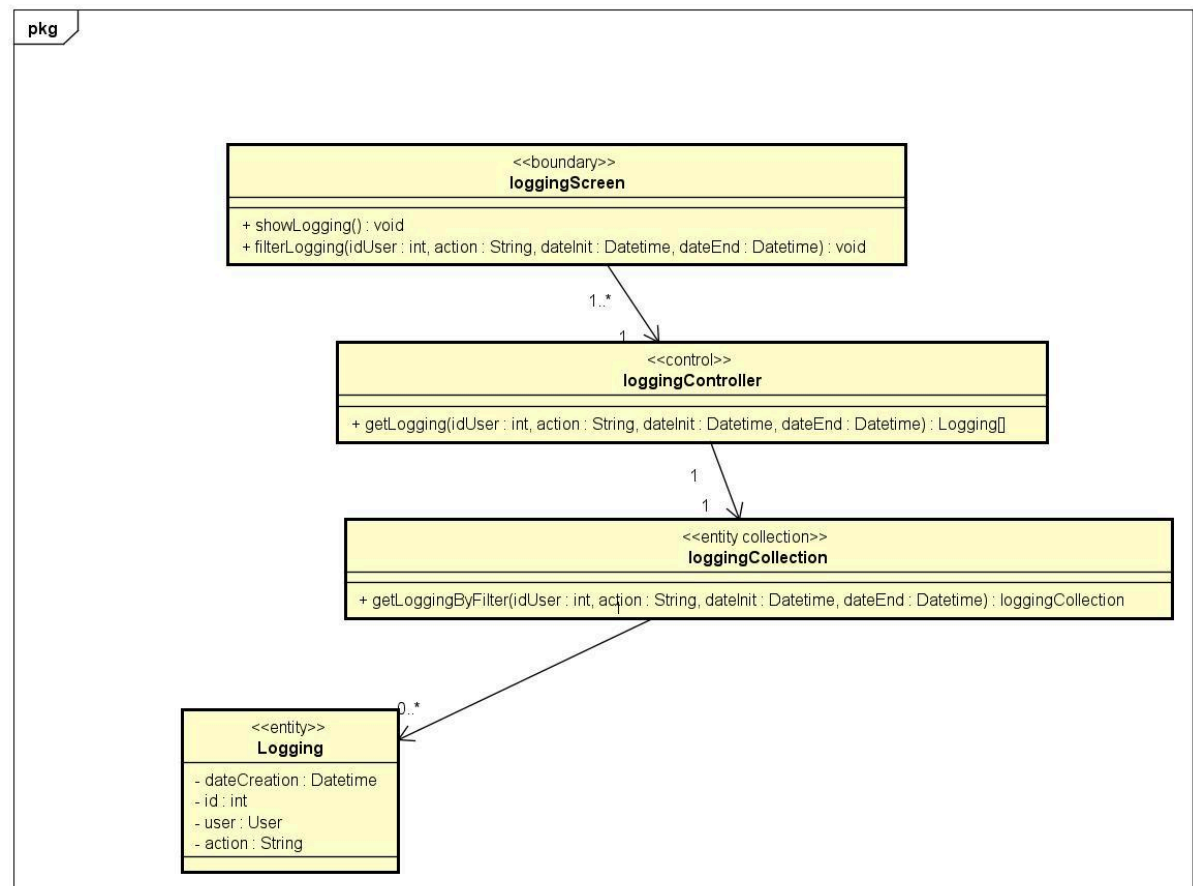 pkg
<<boundary>>
loggingScreen
+ showLogging() : void
+ filterLogging(idUser : int, action : String, dateInit : Datetime, dateEnd : Datetime) : void
1..*
1
<<control>>
loggingController
+ getLogging(idUser : int, action : String, dateInit : Datetime, dateEnd : Datetime) : Logging[]
1
1
<<entity collection>>
loggingCollection
+ getLoggingByFilter(idUser : int, action : String, dateInit : Datetime, dateEnd : Datetime) : loggingCollection
1
0..*
<<entity>>
Logging
- dateCreation : Datetime
- id : int
- user : User
- action : String